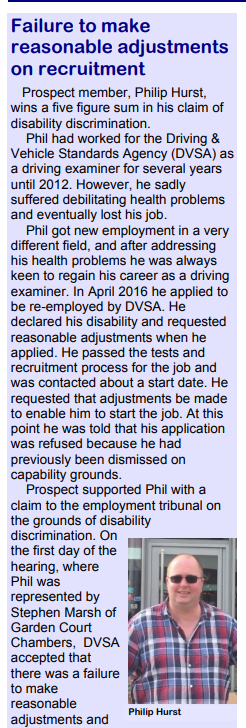 Failure to make
reasonable adjustments
on recruitment
Prospect member, Philip Hurst,
wins a five figure sum in his claim of
disability discrimination.
Phil had worked for the Driving &
Vehicle Standards Agency (DVSA) as
a driving examiner for several years
until 2012. However, he sadly
suffered debilitating health problems
and eventually lost his job.
Phil got new employment in a very
different field, and after addressing
his health problems he was always
keen to regain his career as a driving
examiner. In April 2016 he applied to
be re-employed by DVSA. He
declared his disability and requested
reasonable adjustments when he
applied. He passed the tests and
recruitment process for the job and
was contacted about a start date. He
requested that adjustments be made
to enable him to start the job. At this
point he was told that his application
was refused because he had
previously been dismissed on
capability grounds.
Prospect supported Phil with a
claim to the employment tribunal on
the grounds of disability
discrimination. On
the first day of the
hearing, where
Phil was
represented by
Stephen Marsh of
Garden Court
Chambers, DVSA
accepted that
there was a failure
to make
reasonable
adjustments and
Philip Hurst